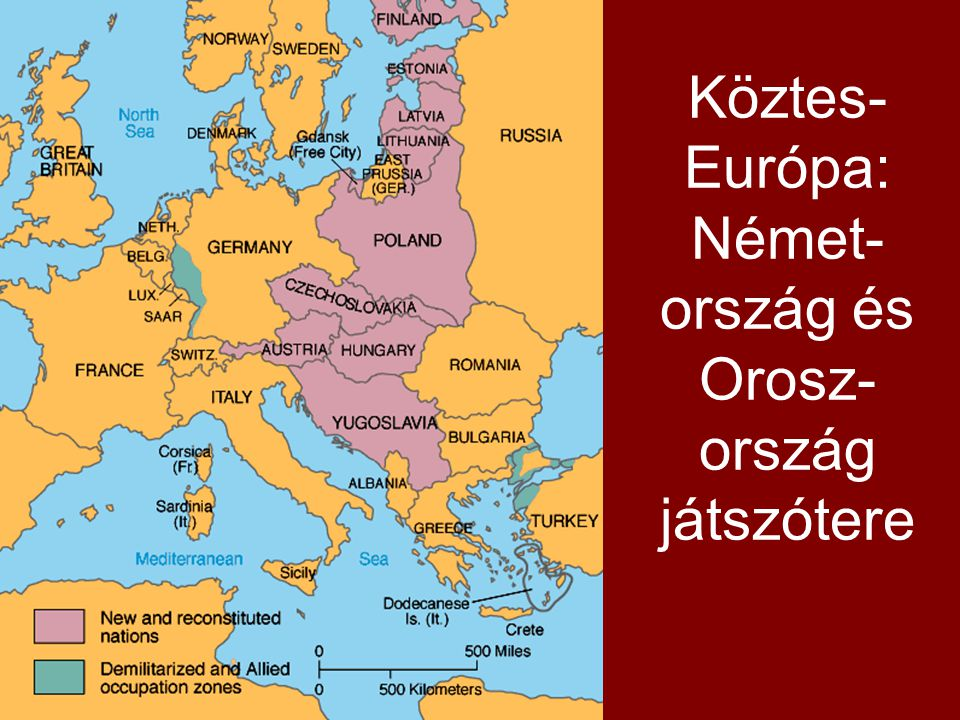 FINLAND
NORWAY
SWEDEN
ESTONIA
North
Sea
LATVIA
RUSSIA
DENMARK
Gdansk
(Free City)
LITHUANIA
GREAT
BRITAIN
EAST
PRUSSIA
(GER.)
NETH.
GERMANY
POLAND
BELG.
CZECHOSLOVAKIA
LUX.
SAAR
SWITZ.
AUSTRIA
HUNGARY
ROMANIA
FRANCE
ITALY
YUGOSLAVIA
BULGARIA
Corsica
(Fr.)
ALBANIA
Sardinia
(It.)
TURKEY
GREECE
Mediterranean
Sea
Sicily
Dodecanese
Is. (It.)
Crete
New and reconstituted
nations
Demilitarized and Allied
occupation zones
0
500 Miles
0
500 Kilometers
Köztes-
Európa:
Német-
ország és
Orosz-
ország
játszótere